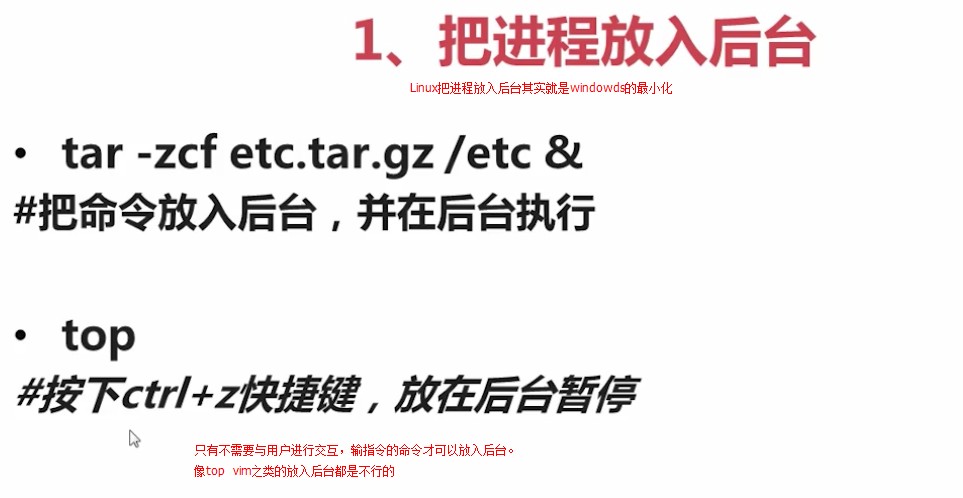 1、把进程放入后台
Linux把进程放入后台其实就是windowds的最小化
• tar -zcf etc.tar.gz /etc &
#把命令放入后台，并在后台执行
• top
#按下ctrl+z快捷键，放在后台暂停
只有不需要与用户进行交互，输指令的命令才可以放入后台。
像top vim之类的放入后台都是不行的